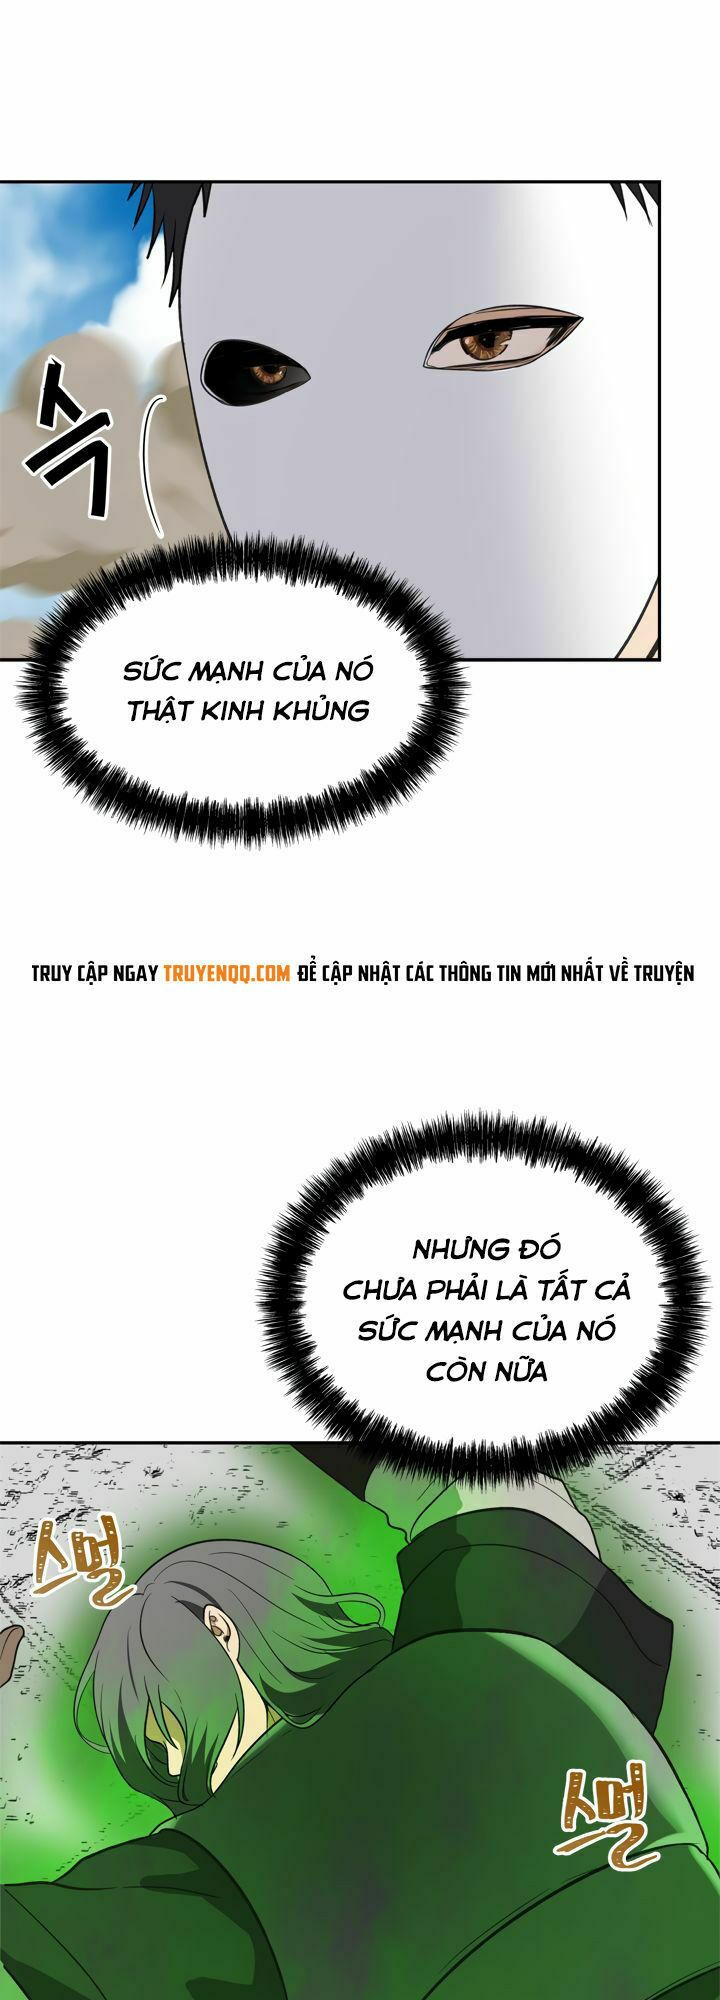 슥
SỨC MẠNH CỦA NÓ
THẬT KINH KHỦNG
TRUY CẬP NGAY TRUYENQQ.COM ĐỂ CẬP NHẬT CÁC THÔNG TIN MỚI NHẤT VỀ TRUYỆN
NHƯNG ĐÓ
CHƯA PHẢI LÀ TẤT CẢ
SỨC MẠNH CỦA NÓ
CÒN NỮA
스멀
스멀